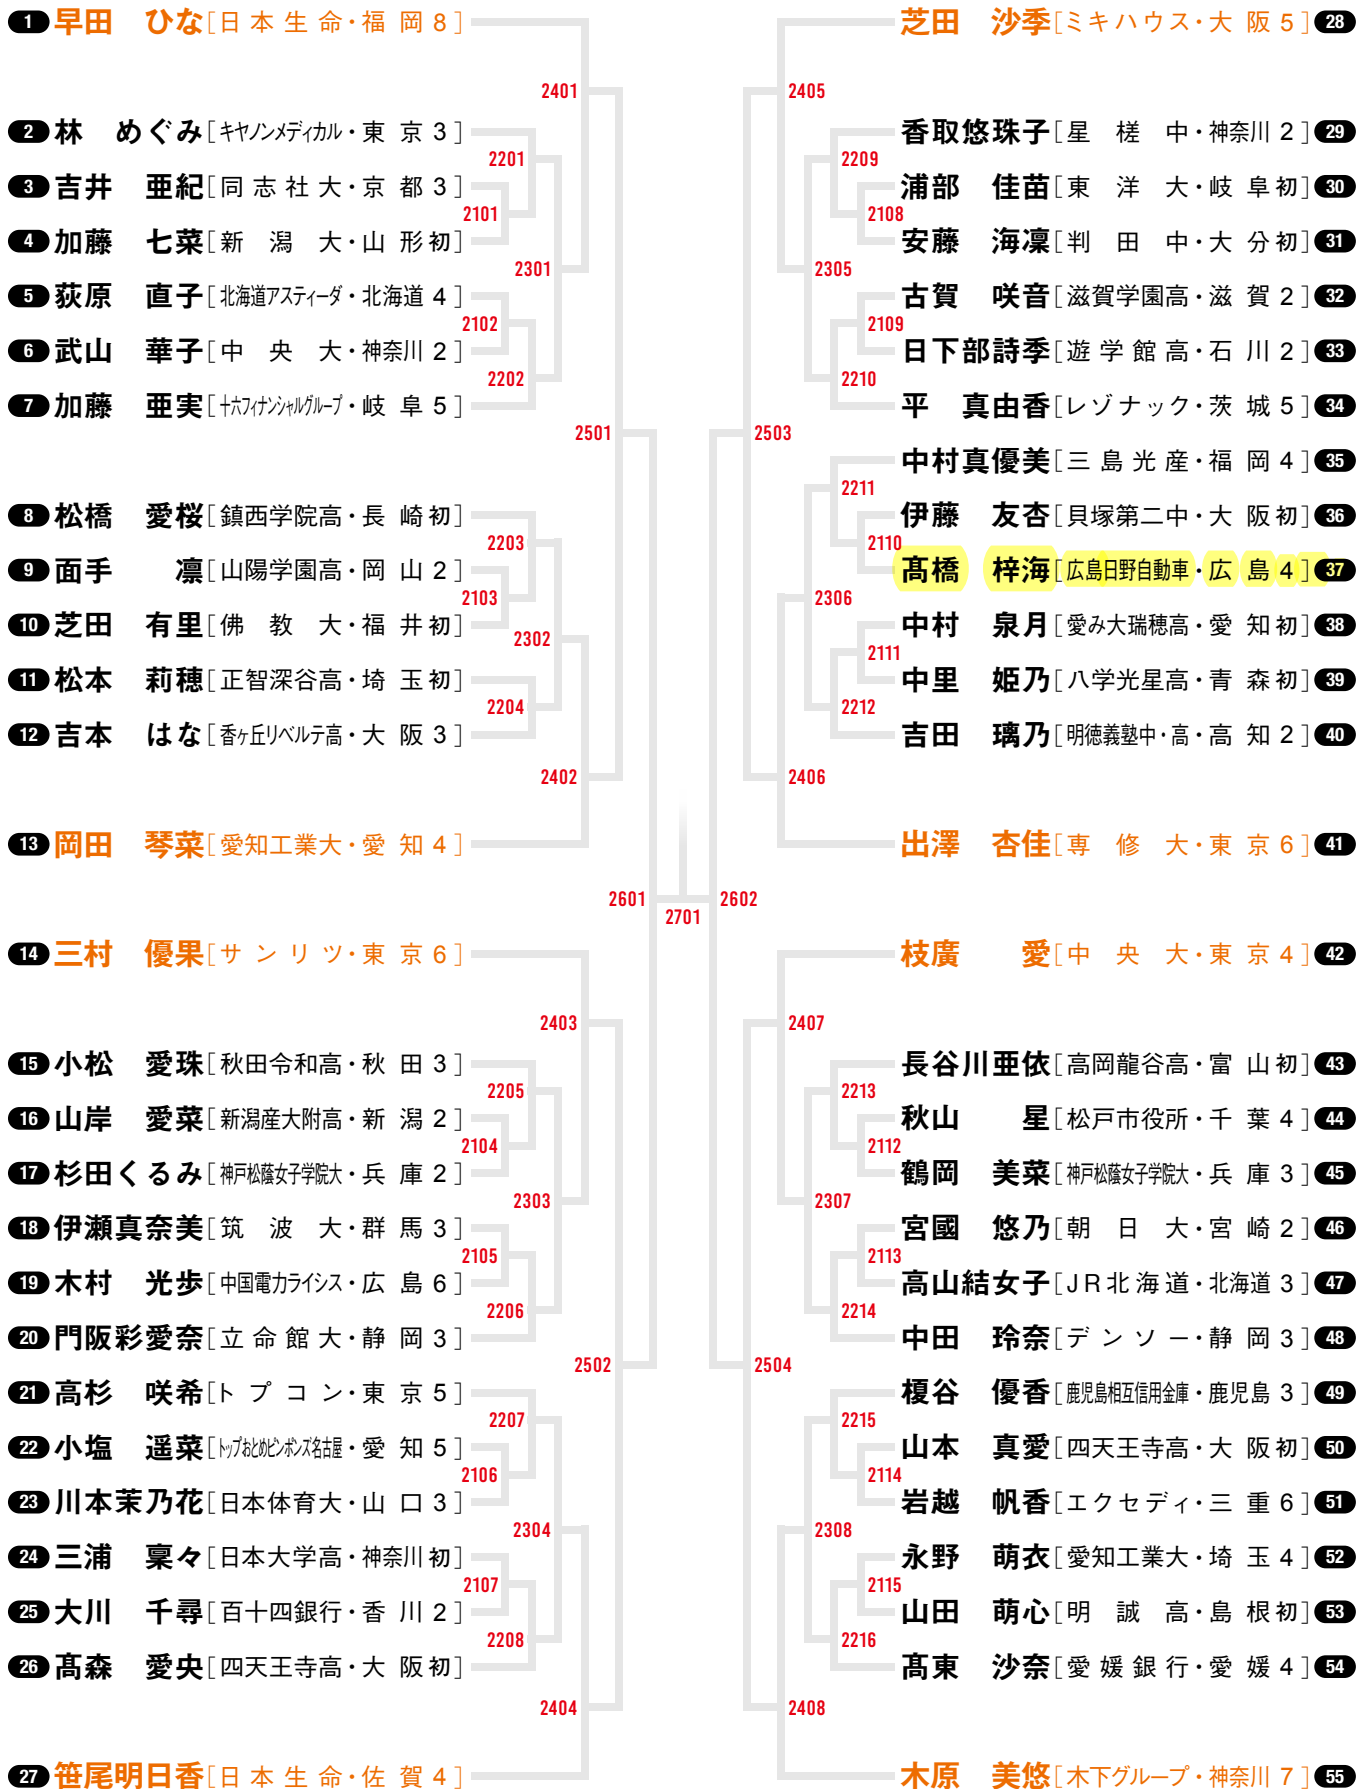 1 早田 ひな[日本生命・福岡8]
2401
2 林 めぐみ[キヤノンメディカル・東京3]
2201
3 吉井 亜紀[同志社大・京都3]
2101
4 加藤 七菜[新潟大・山形初]
2301
5 荻原 直子[北海道アスティーダ・北海道4]
2102
6 武山 華子[中央大・神奈川2]
2202
7 加藤 亜実[十六フィナンシャルグループ・岐阜5]
2501
8 松橋 愛桜[鎮西学院高・長崎初]
2203
9 面手 凛[山陽学園高・岡山2]
2103
10 芝田 有里[佛教大・福井初]
2302
11 松本 莉穂[正智深谷高・埼玉初]
2204
12 吉本 はな[香ヶ丘リベルテ高・大阪3]
2402
13 岡田 琴菜[愛知工業大・愛知4]
2601
2701
14 三村 優果[サンリツ・東京6]
2403
15 小松 愛珠[秋田令和高・秋田3]
2205
16 山岸 愛菜[新潟産大附高・新潟2]
2104
17 杉田くるみ[神戸松蔭女子学院大・兵庫2]
2303
18 伊瀬真奈美[筑波大・群馬3]
2105
19 木村 光歩[中国電力ライシス・広島6]
2206
20 門阪彩愛奈[立命館大・静岡3]
2502
21 高杉 咲希[トプコン・東京5]
2207
22 小塩 遥菜[トップおとめピンポンズ名古屋・愛知5]
2106
23 川本茉乃花[日本体育大・山口3]
2304
24 三浦 稟々[日本大学高・神奈川初]
2107
25 大川 千尋[百十四銀行・香川2]
2208
26 髙森 愛央[四天王寺高・大阪初]
2404
27 笹尾明日香[日本生命・佐賀4]
芝田 沙季[ミキハウス・大阪5] 28
2405
香取悠珠子[星槎中・神奈川2] 29
2209
浦部 佳苗[東洋大・岐阜初] 30
2108
安藤 海凜[判田中・大分初] 31
2305
古賀 咲音[滋賀学園高・滋賀2] 32
2109
日下部詩季[遊学館高・石川2] 33
2210
平 真由香[レゾナック・茨城5] 34
2503
中村真優美[三島光産・福岡4] 35
2211
伊藤 友杏[貝塚第二中・大阪初] 36
2110
髙橋 梓海[広島日野自動車・広島4] 37
2306
中村 泉月[愛み大瑞穂高・愛知初] 38
2111
中里 姫乃[八学光星高・青森初] 39
2212
吉田 璃乃[明徳義塾中・高・高知2] 40
2406
出澤 杏佳[専修大・東京6] 41
2602
枝廣 愛[中央大・東京4] 42
2407
長谷川亜依[高岡龍谷高・富山初] 43
2213
秋山 星[松戸市役所・千葉4] 44
2112
鶴岡 美菜[神戸松蔭女子学院大・兵庫3] 45
2307
宮國 悠乃[朝日大・宮崎2] 46
2113
高山結女子[JR北海道・北海道3] 47
2214
中田 玲奈[デンソー・静岡3] 48
2504
榎谷 優香[鹿児島相互信用金庫・鹿児島3] 49
2215
山本 真愛[四天王寺高・大阪初] 50
2114
岩越 帆香[エクセディ・三重6] 51
2308
永野 萌衣[愛知工業大・埼玉4] 52
2115
山田 萌心[明誠高・島根初] 53
2216
髙東 沙奈[愛媛銀行・愛媛4] 54
2408
木原 美悠[木下グループ・神奈川7] 55